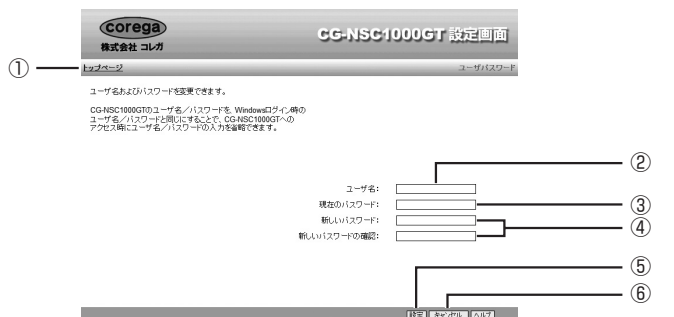 corega
株式会社 コレガ
CG-NSC1000GT 設定画面
① トップページ ユーザパスワード
ユーザ名およびパスワードを変更できます。
CG-NSC1000GTのユーザ名／パスワードを、Windowsログイン時の
ユーザ名／パスワードと同じにすることで、CG-NSC1000GTへの
アクセス時にユーザ名／パスワードの入力を省略できます。
②
ユーザ名:
現在のパスワード: ③
新しいパスワード: ④
新しいパスワードの確認:
⑤
⑥
設定 キャンセル ヘルプ